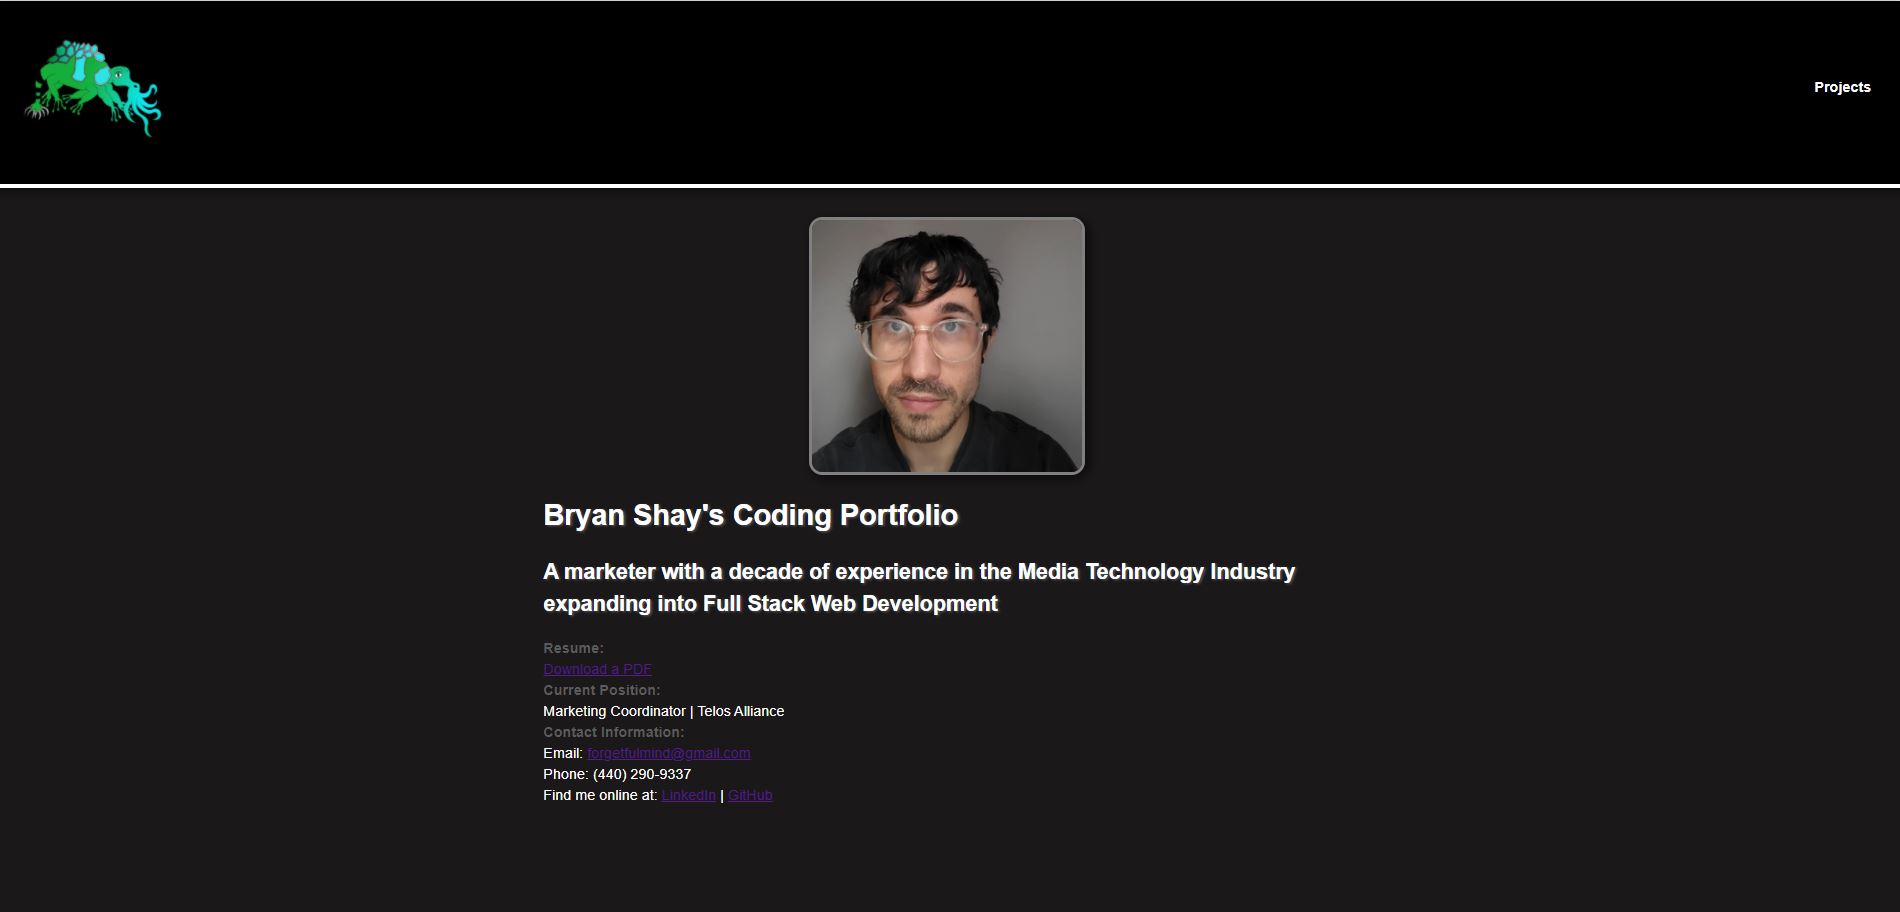 Projects
Bryan Shay's Coding Portfolio
A marketer with a decade of experience in the Media Technology Industry
expanding into Full Stack Web Development
Resume:
Download a PDF
Current Position:
Marketing Coordinator | Telos Alliance
Contact Information:
Email: forgetfulmind@gmail.com
Phone: (440) 290-9337
Find me online at: LinkedIn | GitHub